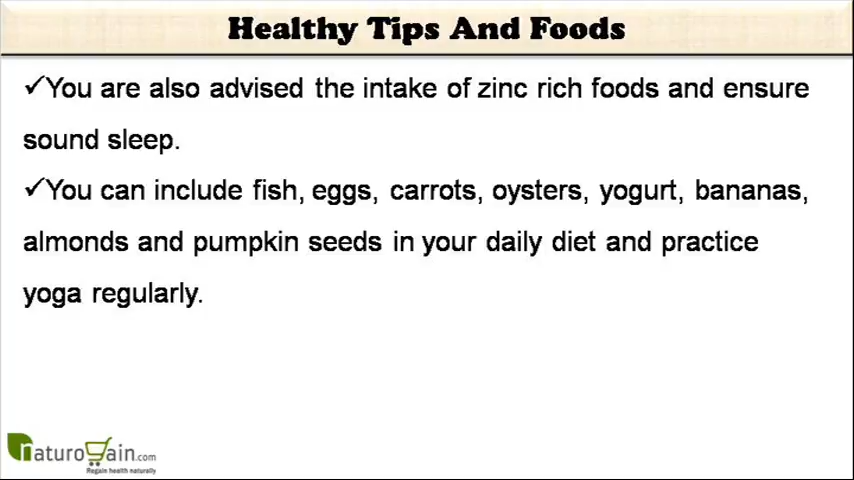 Healthy Tips And Foods
✓You are also advised the intake of zinc rich foods and ensure
sound sleep.
✓You can include fish, eggs, carrots, oysters, yogurt, bananas,
almonds and pumpkin seeds in your daily diet and practice
yoga regularly.
naturogain.com
Regain health naturally